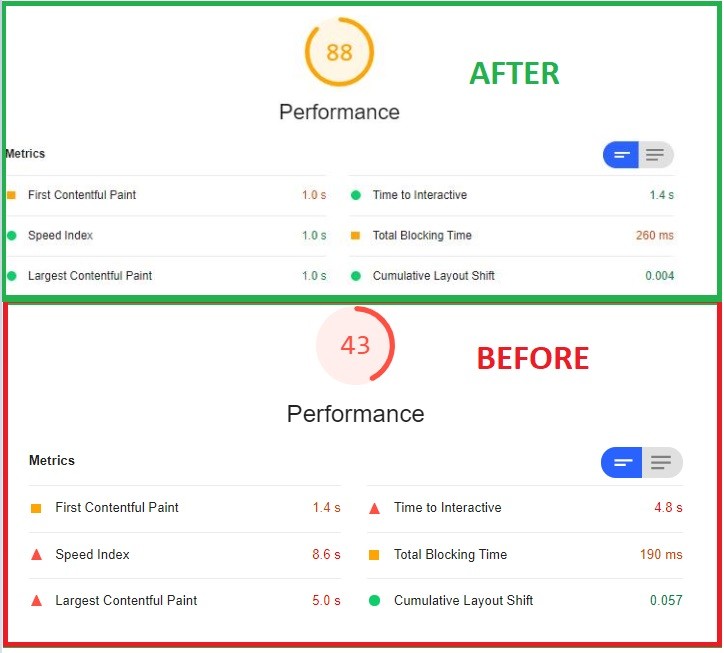 88
AFTER
Performance
Metrics
First Contentful Paint 1.0 s Time to Interactive 1.4 s
Speed Index 1.0 s Total Blocking Time 260 ms
Largest Contentful Paint 1.0 s Cumulative Layout Shift 0.004
43
BEFORE
Performance
Metrics
First Contentful Paint 1.4 s Time to Interactive 4.8 s
Speed Index 8.6 s Total Blocking Time 190 ms
Largest Contentful Paint 5.0 s Cumulative Layout Shift 0.057